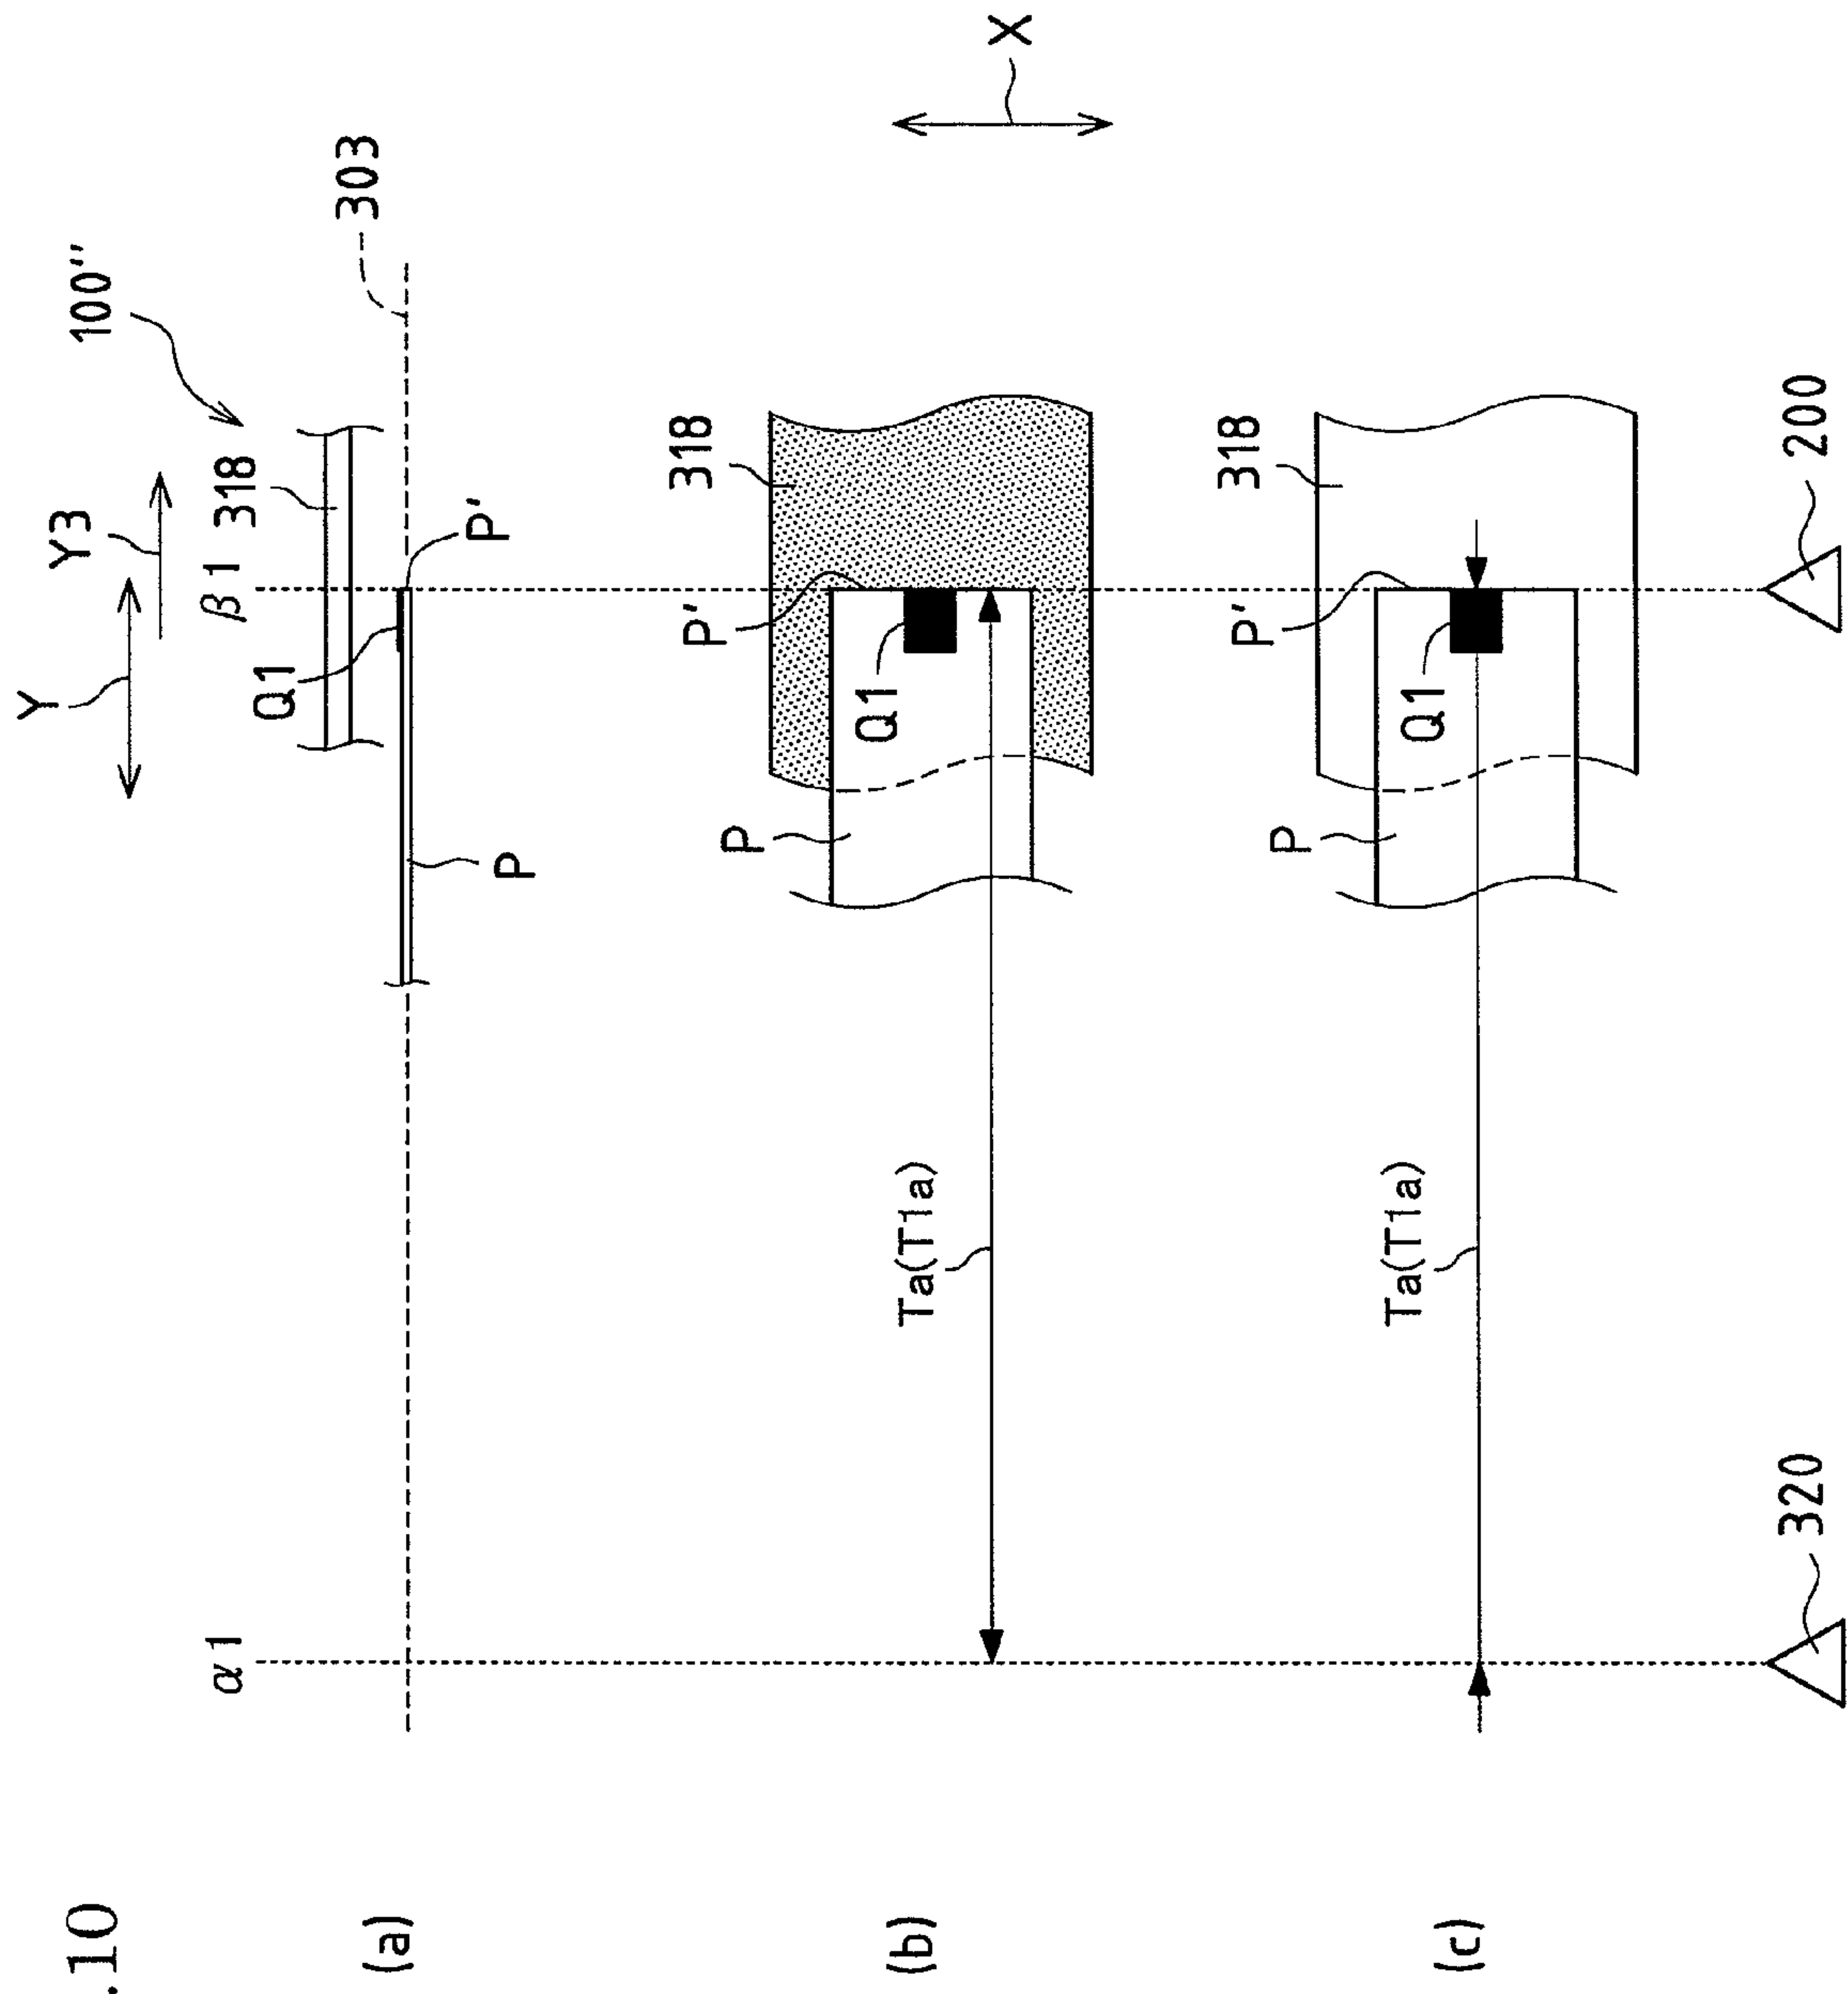 .10
Y
Y3
100″
β1
318
α1
Q1
303
(a)
P
P′
318
P′
Q1
P
X
(b)
Ta(T1a)
318
P′
Q1
P
(c)
Ta(T1a)
320
200